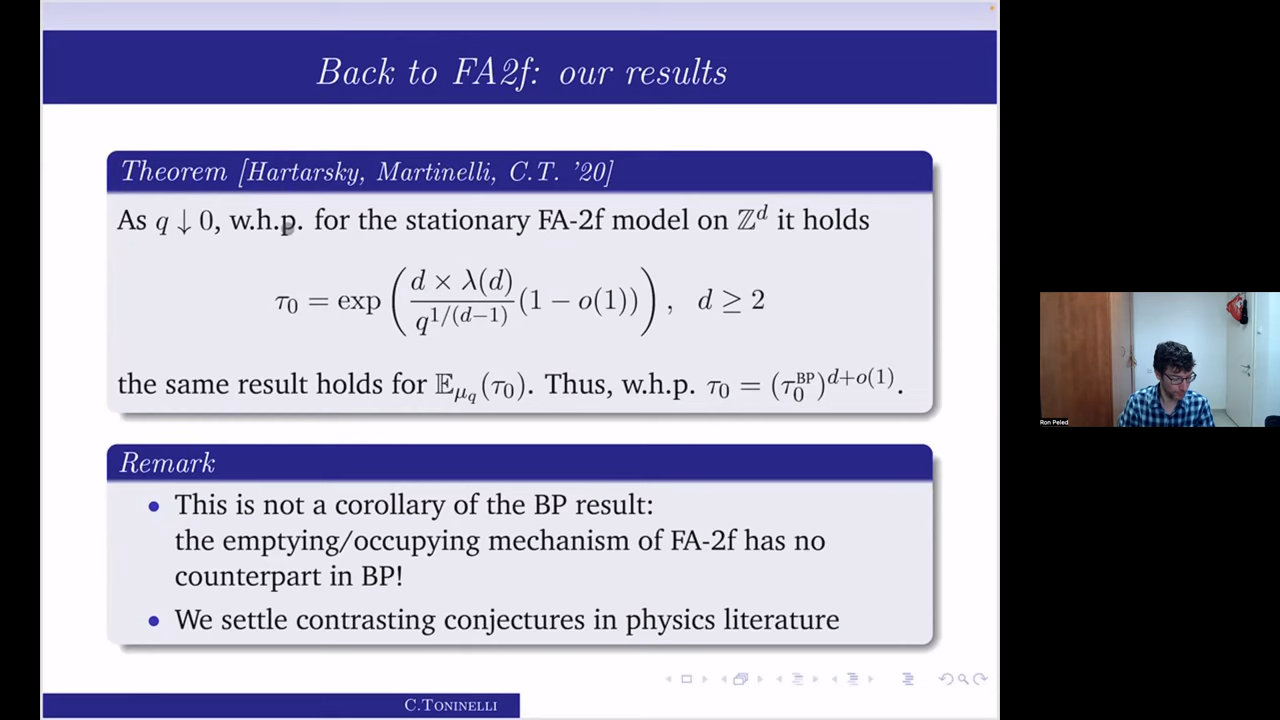 Back to FA2f: our results
Theorem [Hartarsky, Martinelli, C.T. '20]
As q ↓ 0, w.h.p. for the stationary FA-2f model on ℤ^d it holds
τ_0 = exp( (d × λ(d)) / (q^{1/(d−1)}) (1 − o(1)) ), d ≥ 2
the same result holds for 𝔼_{μ_q}(τ_0). Thus, w.h.p. τ_0 = (τ_0^{BP})^{d+o(1)}.
Remark
• This is not a corollary of the BP result:
the emptying/occupying mechanism of FA-2f has no
counterpart in BP!
• We settle contrasting conjectures in physics literature
C.Toninelli
Ron Peled